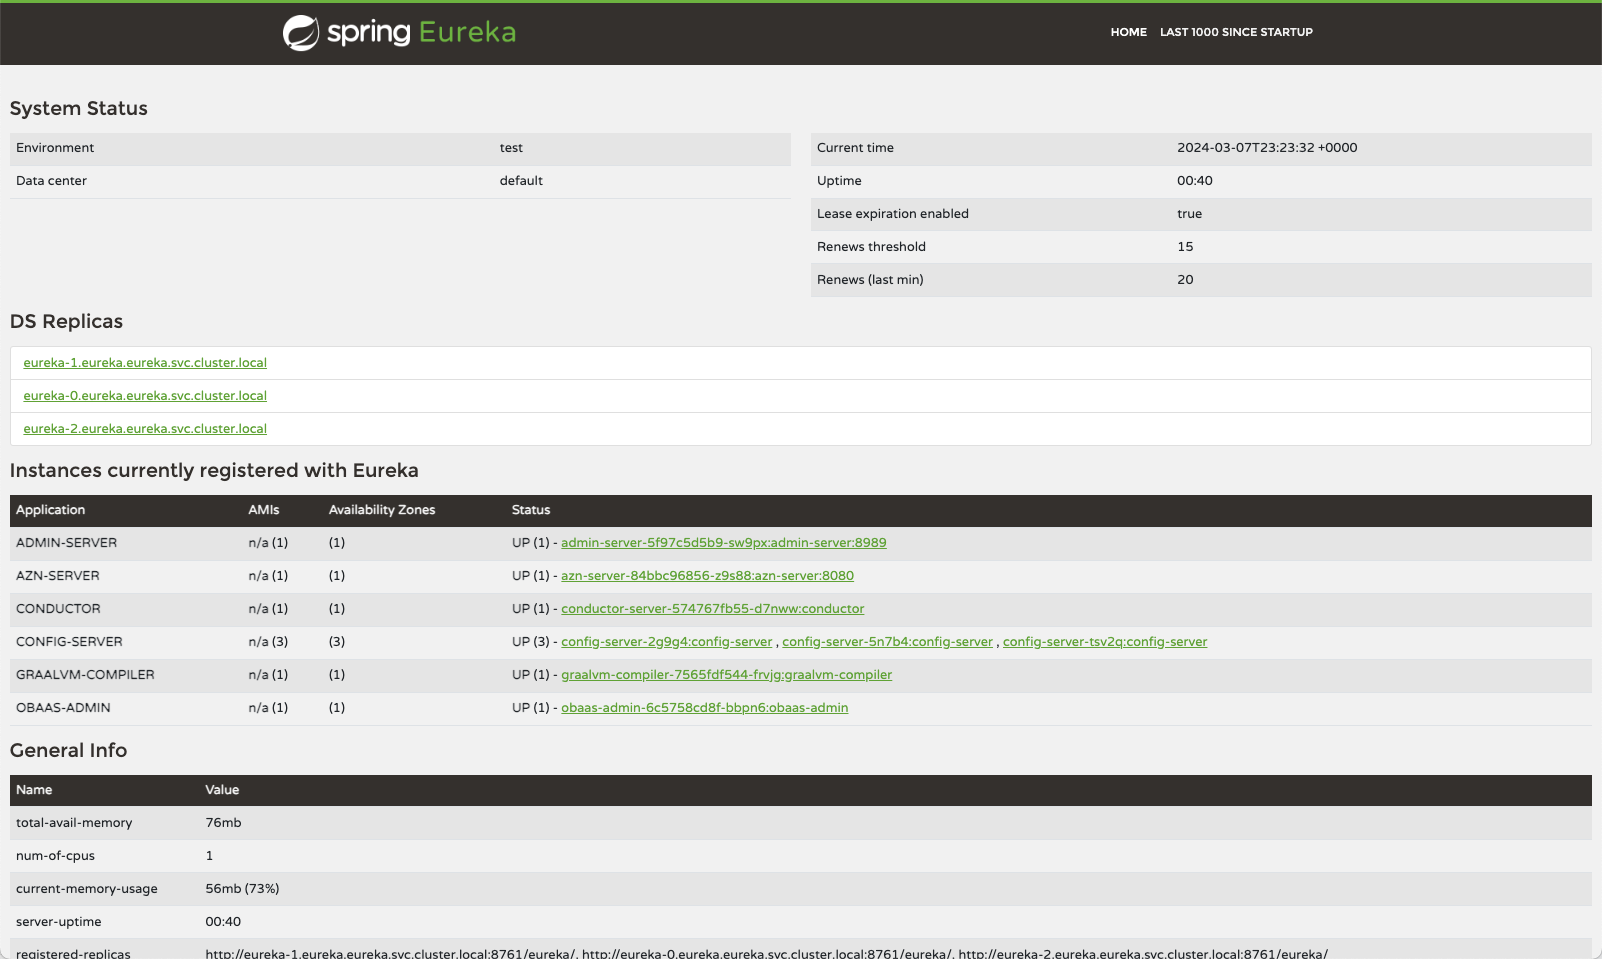 spring Eureka
HOME LAST 1000 SINCE STARTUP
System Status
Environment test
Data center default
Current time 2024-03-07T23:23:32 +0000
Uptime 00:40
Lease expiration enabled true
Renews threshold 15
Renews (last min) 20
DS Replicas
eureka-1.eureka.eureka.svc.cluster.local
eureka-0.eureka.eureka.svc.cluster.local
eureka-2.eureka.eureka.svc.cluster.local
Instances currently registered with Eureka
Application AMIs Availability Zones Status
ADMIN-SERVER n/a (1) (1) UP (1) - admin-server-5f97c5d5b9-sw9px:admin-server:8989
AZN-SERVER n/a (1) (1) UP (1) - azn-server-84bbc96856-z9s88:azn-server:8080
CONDUCTOR n/a (1) (1) UP (1) - conductor-server-574767fb55-d7nww:conductor
CONFIG-SERVER n/a (3) (3) UP (3) - config-server-2g9g4:config-server , config-server-5n7b4:config-server , config-server-tsv2q:config-server
GRAALVM-COMPILER n/a (1) (1) UP (1) - graalvm-compiler-7565fdf544-frvjg:graalvm-compiler
OBAAS-ADMIN n/a (1) (1) UP (1) - obaas-admin-6c5758cd8f-bbpn6:obaas-admin
General Info
Name Value
total-avail-memory 76mb
num-of-cpus 1
current-memory-usage 56mb (73%)
server-uptime 00:40
registered-replicas http://eureka-1.eureka.eureka.svc.cluster.local:8761/eureka/, http://eureka-0.eureka.eureka.svc.cluster.local:8761/eureka/, http://eureka-2.eureka.eureka.svc.cluster.local:8761/eureka/